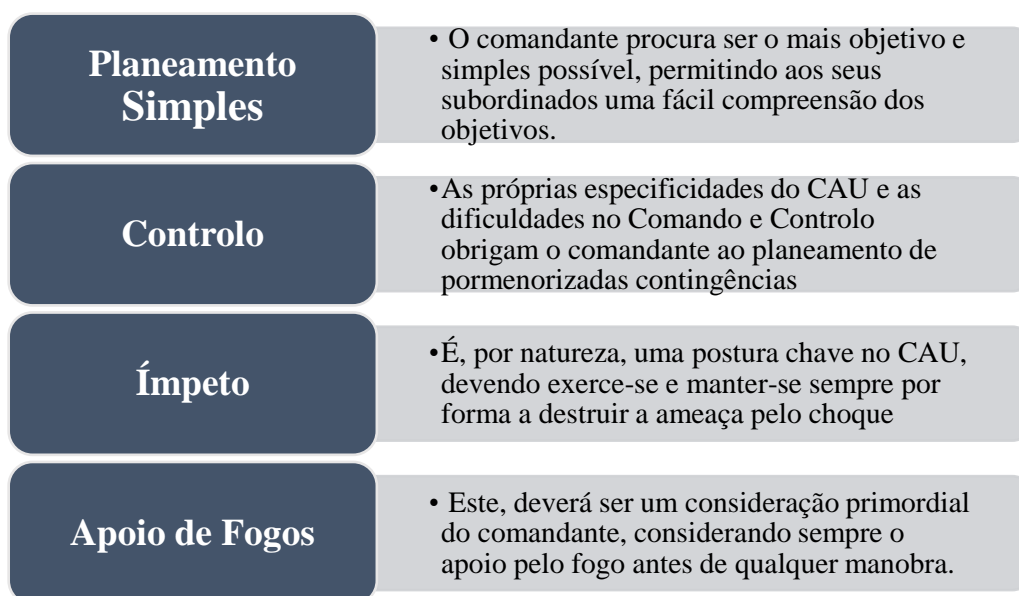 Planeamento
Simples
• O comandante procura ser o mais objetivo e
simples possível, permitindo aos seus
subordinados uma fácil compreensão dos
objetivos.
Controlo
•As próprias especificidades do CAU e as
dificuldades no Comando e Controlo
obrigam o comandante ao planeamento de
pormenorizadas contingências
Ímpeto
•É, por natureza, uma postura chave no CAU,
devendo exerce-se e manter-se sempre por
forma a destruir a ameaça pelo choque
Apoio de Fogos
• Este, deverá ser um consideração primordial
do comandante, considerando sempre o
apoio pelo fogo antes de qualquer manobra.